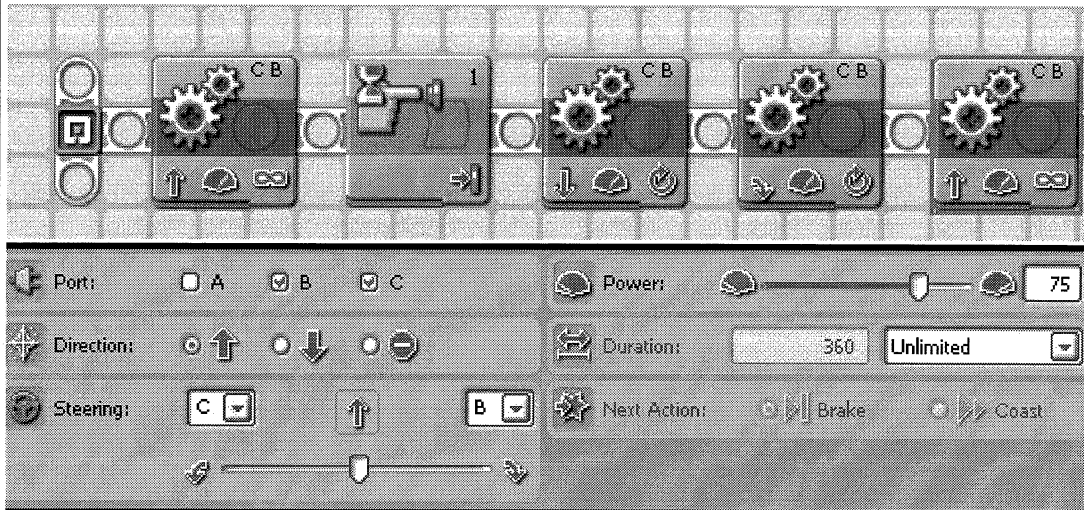 C B
1
C B
C B
C B
Port: A B C
Power: 75
Direction:
Duration: 360 Unlimited
Steering: C B
Next Action: Brake Coast